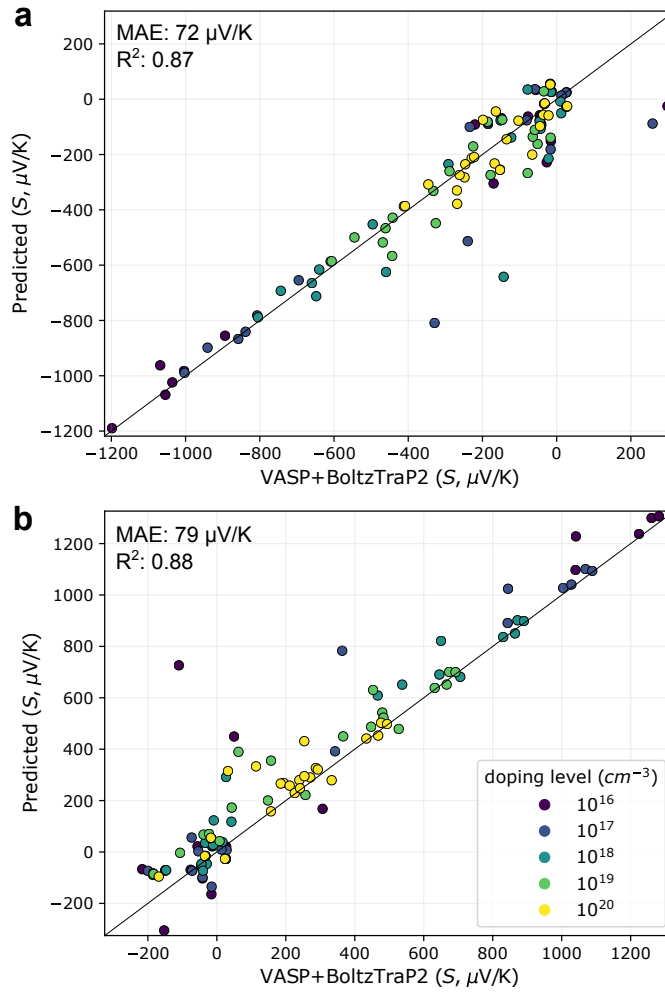 a
MAE: 72 µV/K
R²: 0.87
200
0
−200
−400
−600
−800
−1000
−1200
Predicted (S, µV/K)
−1200 −1000 −800 −600 −400 −200 0 200
VASP+BoltzTraP2 (S, µV/K)
b
MAE: 79 µV/K
R²: 0.88
1200
1000
800
600
400
200
0
−200
Predicted (S, µV/K)
doping level (cm⁻³)
10¹⁶
10¹⁷
10¹⁸
10¹⁹
10²⁰
−200 0 200 400 600 800 1000 1200
VASP+BoltzTraP2 (S, µV/K)